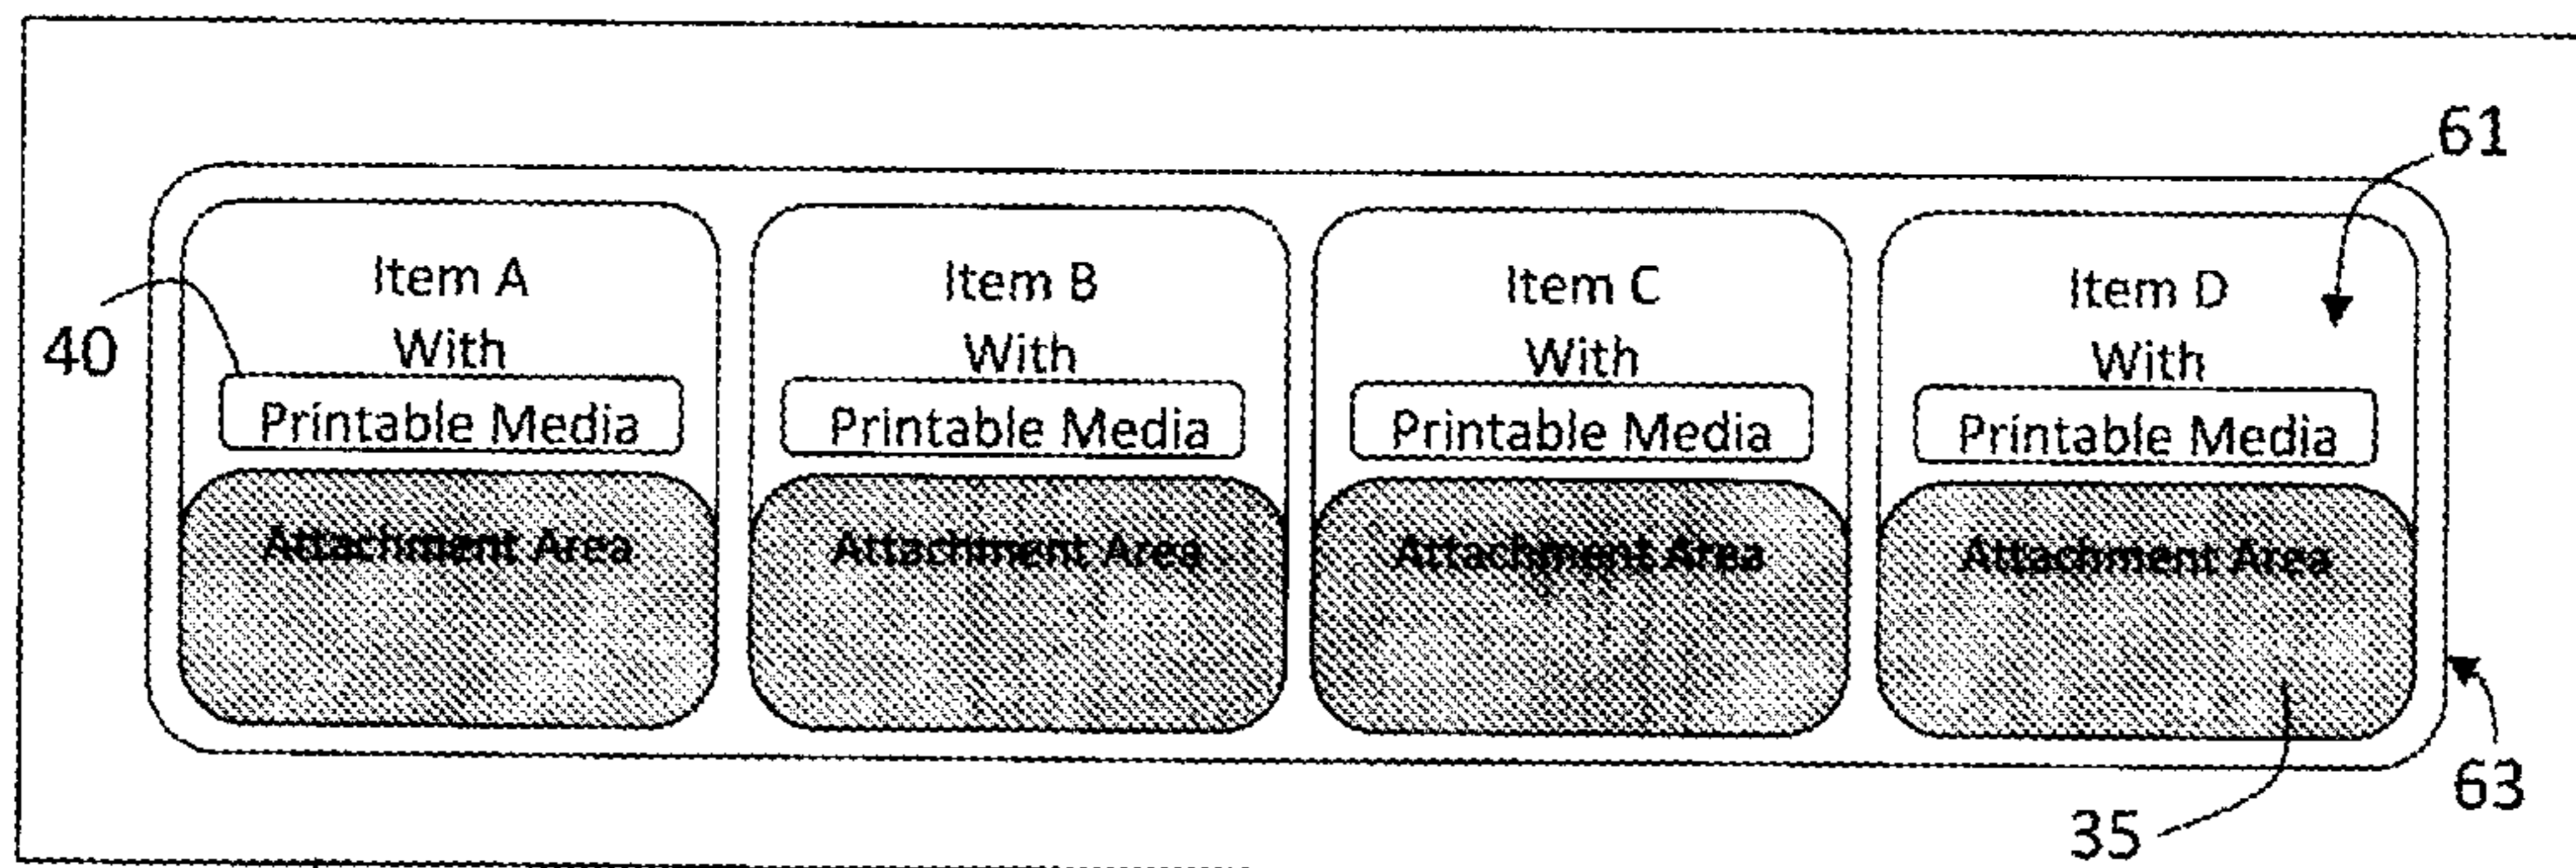 61
Item A
With
Printable Media
Attachment Area
Item B
With
Printable Media
Attachment Area
Item C
With
Printable Media
Attachment Area
Item D
With
Printable Media
Attachment Area
40
63
35